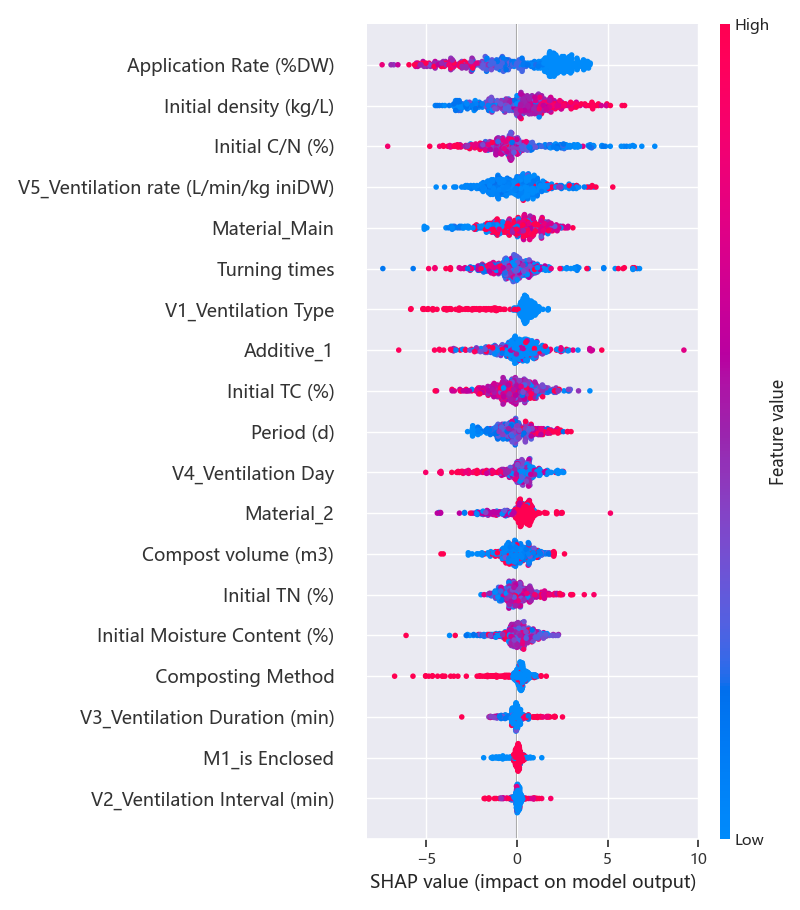 High
Application Rate (%DW)
Initial density (kg/L)
Initial C/N (%)
V5_Ventilation rate (L/min/kg iniDW)
Material_Main
Turning times
V1_Ventilation Type
Additive_1
Initial TC (%)
Period (d)
V4_Ventilation Day
Material_2
Compost volume (m3)
Initial TN (%)
Initial Moisture Content (%)
Composting Method
V3_Ventilation Duration (min)
M1_is Enclosed
V2_Ventilation Interval (min)
Feature value
Low
−5 0 5 10
SHAP value (impact on model output)